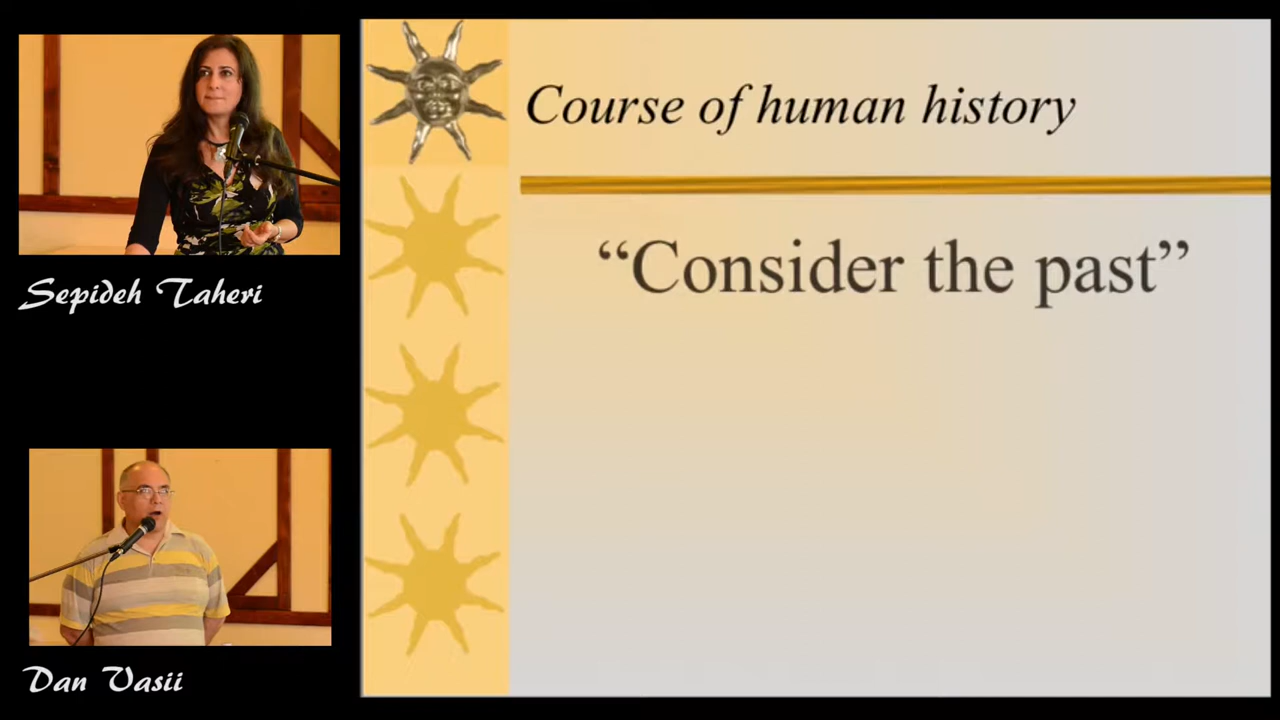 Course of human history
“Consider the past”
Sepideh Taheri
Dan Vasii